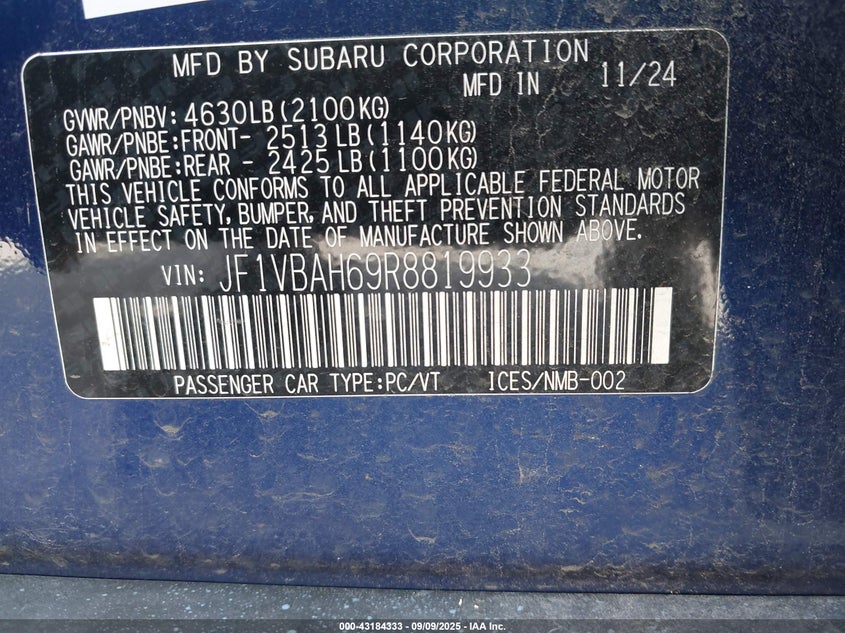 MFD BY SUBARU CORPORATION
MFD IN 11/24
GVWR/PNBV: 4630LB(2100KG)
GAWR/PNBE:FRONT- 2513 LB(1140KG)
GAWR/PNBE:REAR - 2425 LB(1100KG)
THIS VEHICLE CONFORMS TO ALL APPLICABLE FEDERAL MOTOR
VEHICLE SAFETY, BUMPER, AND THEFT PREVENTION STANDARDS
IN EFFECT ON THE DATE OF MANUFACTURE SHOWN ABOVE.
VIN: JF1VBAH69R8819933
PASSENGER CAR TYPE:PC/VT ICES/NMB-002
000-43184333 - 09/09/2025 - IAA Inc.